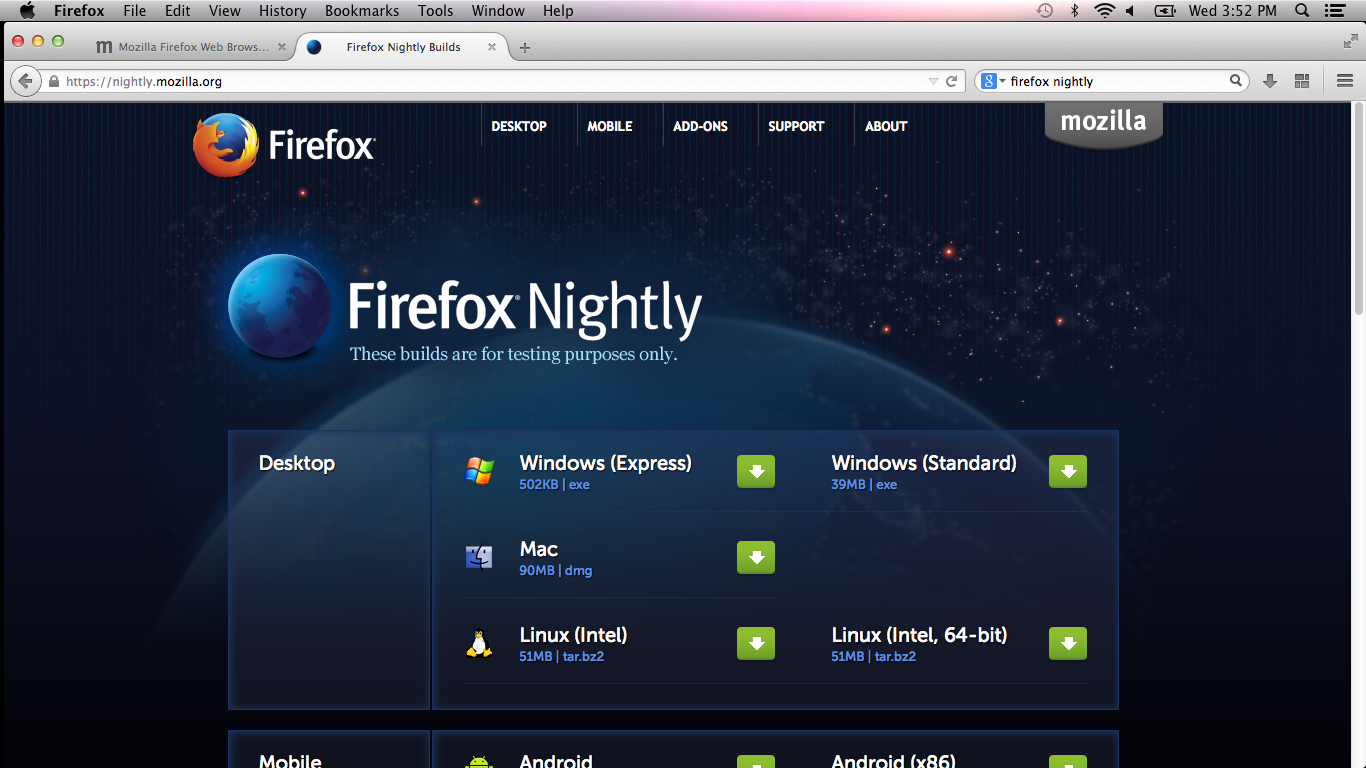 Firefox File Edit View History Bookmarks Tools Window Help Wed 3:52 PM
Mozilla Firefox Web Brows... Firefox Nightly Builds
https://nightly.mozilla.org firefox nightly
Firefox DESKTOP MOBILE ADD-ONS SUPPORT ABOUT mozilla
Firefox Nightly
These builds are for testing purposes only.
Desktop Windows (Express) Windows (Standard)
502KB | exe 39MB | exe
Mac
90MB | dmg
Linux (Intel) Linux (Intel, 64-bit)
51MB | tar.bz2 51MB | tar.bz2
Mobile Android Android (x86)